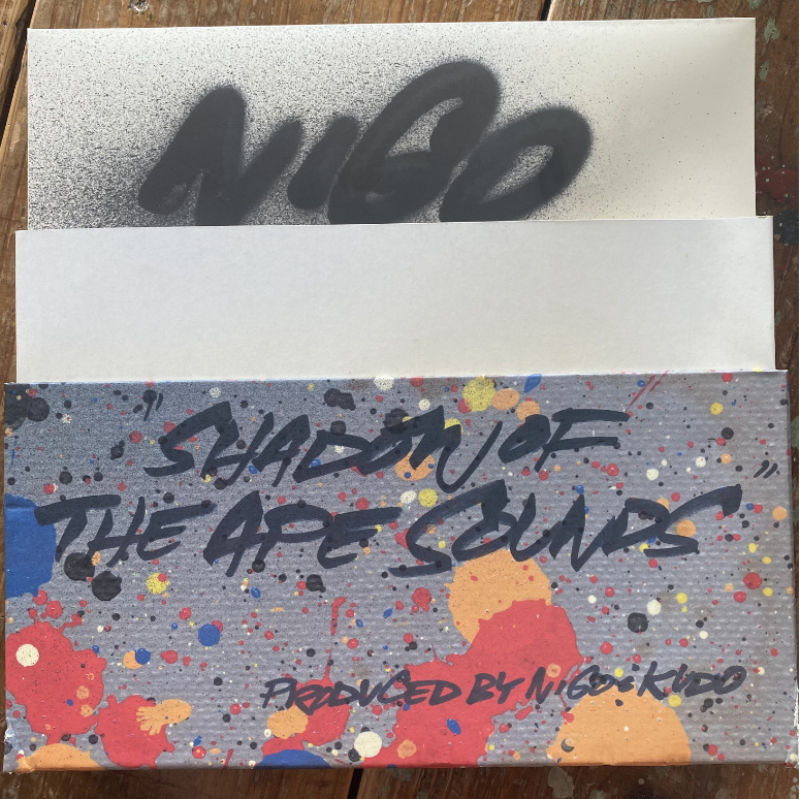 NIGO
"SHADOW OF
THE APE SOUNDS"
PRODUCED BY NIGO & KUDO